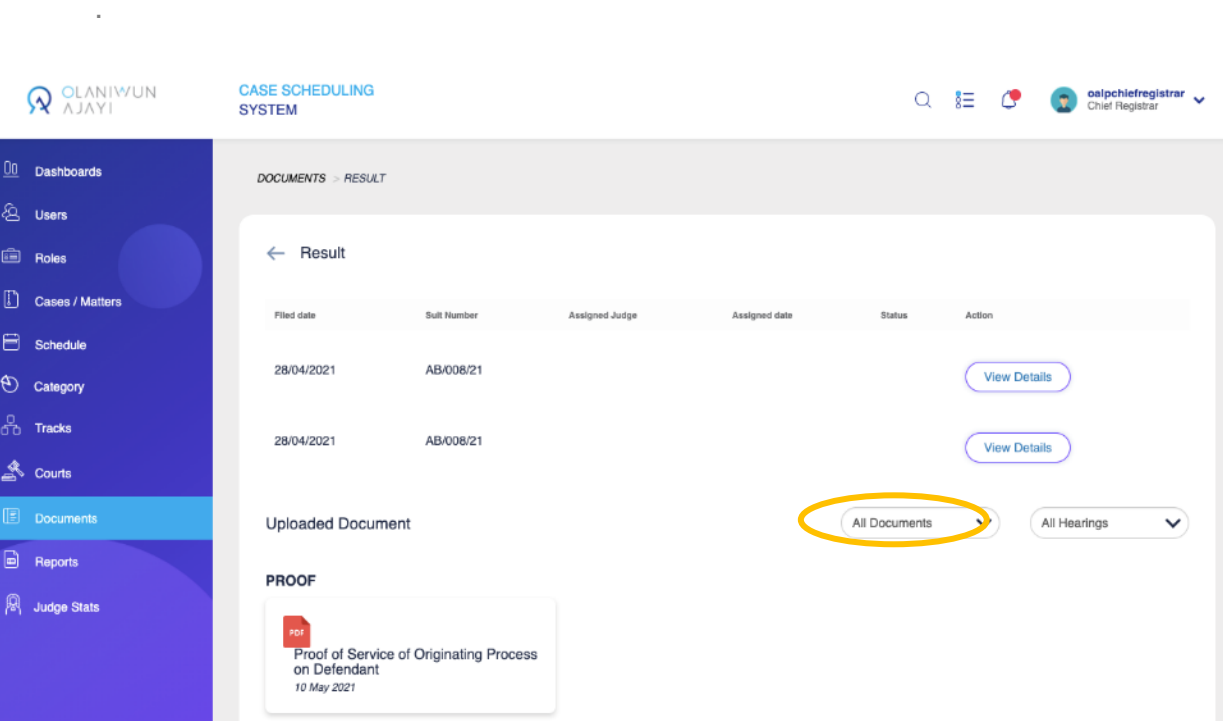 OLANIWUN
AJAYI
CASE SCHEDULING
SYSTEM
oalpchiefregistrar
Chief Registrar
Dashboards
Users
Roles
Cases / Matters
Schedule
Category
Tracks
Courts
Documents
Reports
Judge Stats
DOCUMENTS > RESULT
Result
Filed date Suit Number Assigned Judge Assigned date Status Action
28/04/2021 AB/008/21 View Details
28/04/2021 AB/008/21 View Details
Uploaded Document All Documents All Hearings
PROOF
PDF
Proof of Service of Originating Process
on Defendant
10 May 2021